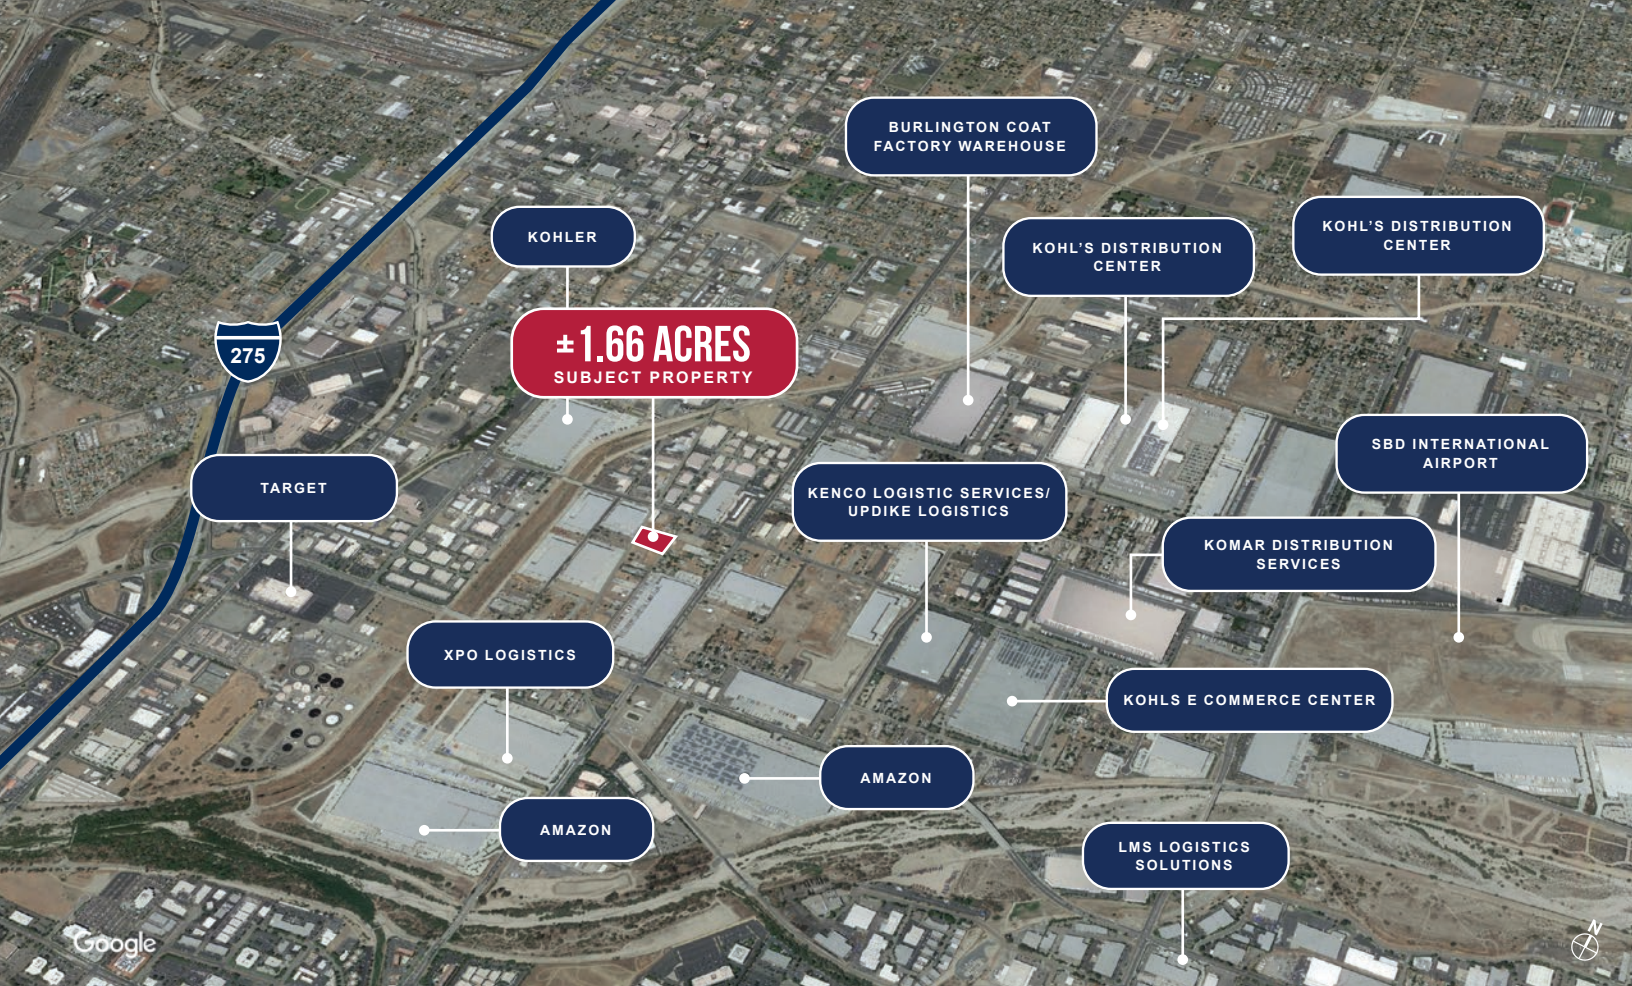 BURLINGTON COAT
FACTORY WAREHOUSE
KOHLER
KOHL’S DISTRIBUTION
CENTER
KOHL’S DISTRIBUTION
CENTER
275
±1.66 ACRES
SUBJECT PROPERTY
SBD INTERNATIONAL
AIRPORT
TARGET
KENCO LOGISTIC SERVICES/
UPDIKE LOGISTICS
KOMAR DISTRIBUTION
SERVICES
XPO LOGISTICS
KOHLS E COMMERCE CENTER
AMAZON
AMAZON
LMS LOGISTICS
SOLUTIONS
Google
N